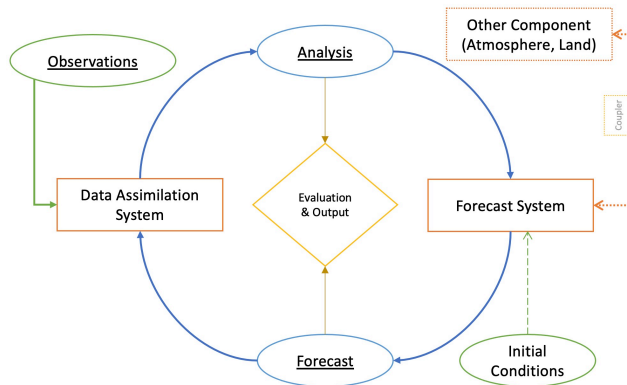 Other Component
(Atmosphere, Land)
Analysis
Observations
Coupler
Data Assimilation
System
Evaluation
& Output
Forecast System
Forecast
Initial
Conditions